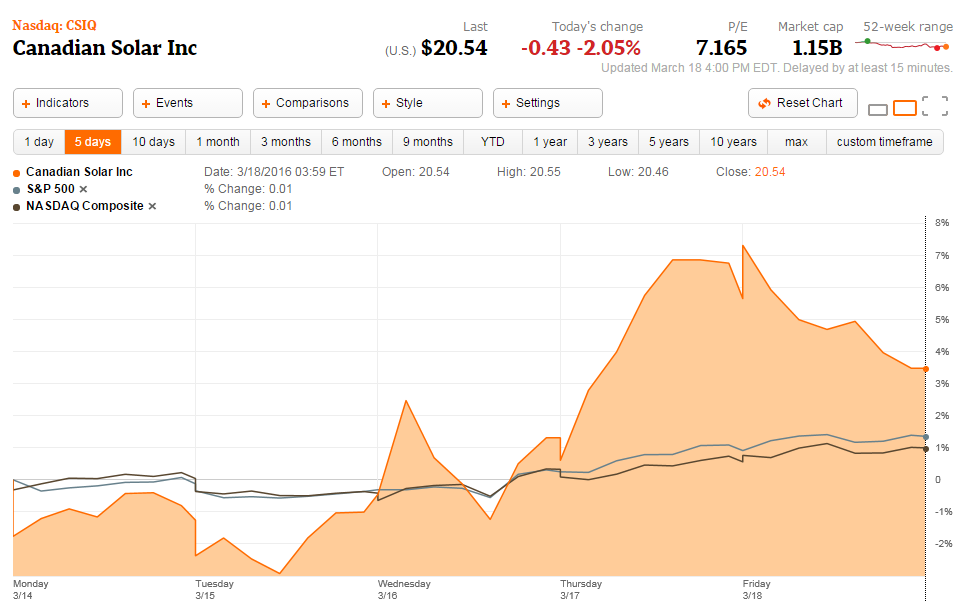 Nasdaq: CSIQ
Canadian Solar Inc
Last
(U.S.) $20.54
Today's change
-0.43 -2.05%
P/E
7.165
Market cap
1.15B
52-week range
Updated March 18 4:00 PM EDT. Delayed by at least 15 minutes.
+ Indicators
+ Events
+ Comparisons
+ Style
+ Settings
Reset Chart
1 day 5 days 10 days 1 month 3 months 6 months 9 months YTD 1 year 3 years 5 years 10 years max custom timeframe
Canadian Solar Inc Date: 3/18/2016 03:59 ET Open: 20.54 High: 20.55 Low: 20.46 Close: 20.54
S&P 500 × % Change: 0.01
NASDAQ Composite × % Change: 0.01
8%
7%
6%
5%
4%
3%
2%
1%
0
-1%
-2%
Monday Tuesday Wednesday Thursday Friday
3/14 3/15 3/16 3/17 3/18